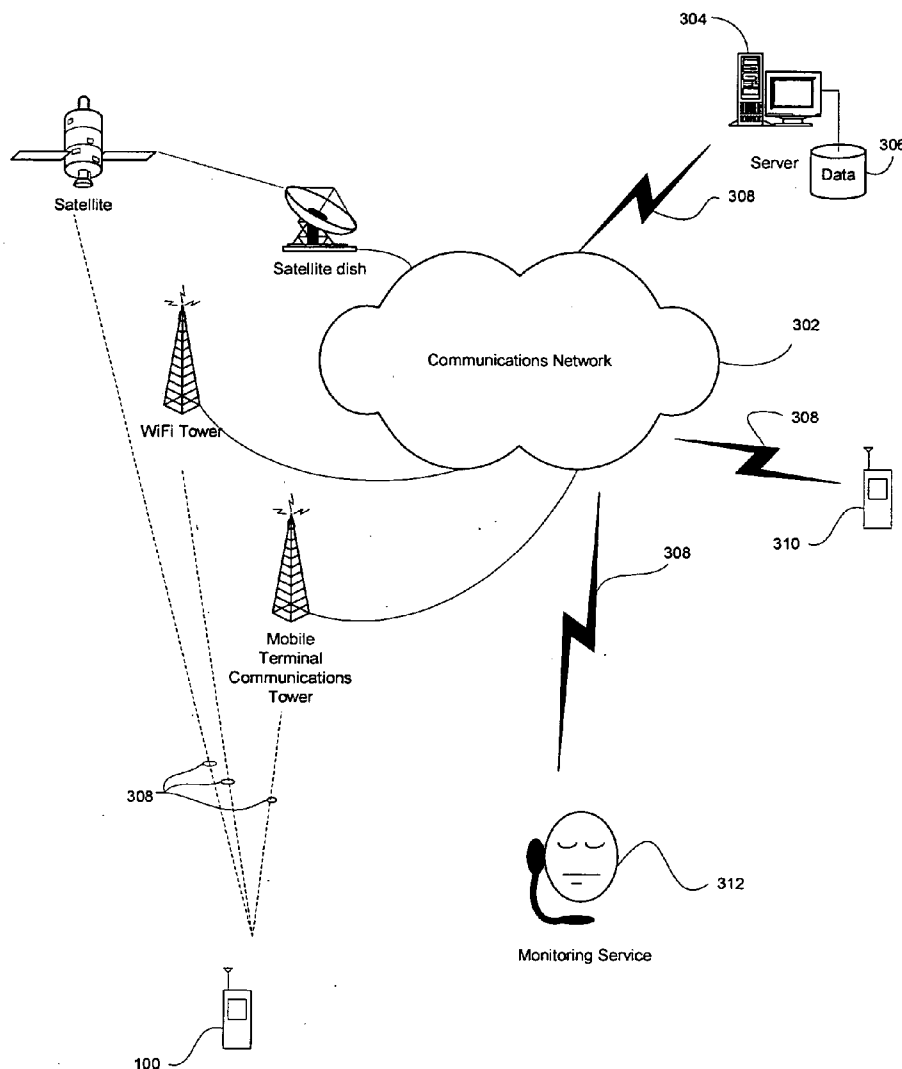 304
306
Server
Data
308
Satellite
Satellite dish
302
Communications Network
WiFi Tower
308
310
308
Mobile
Terminal
Communications
Tower
308
312
Monitoring Service
100